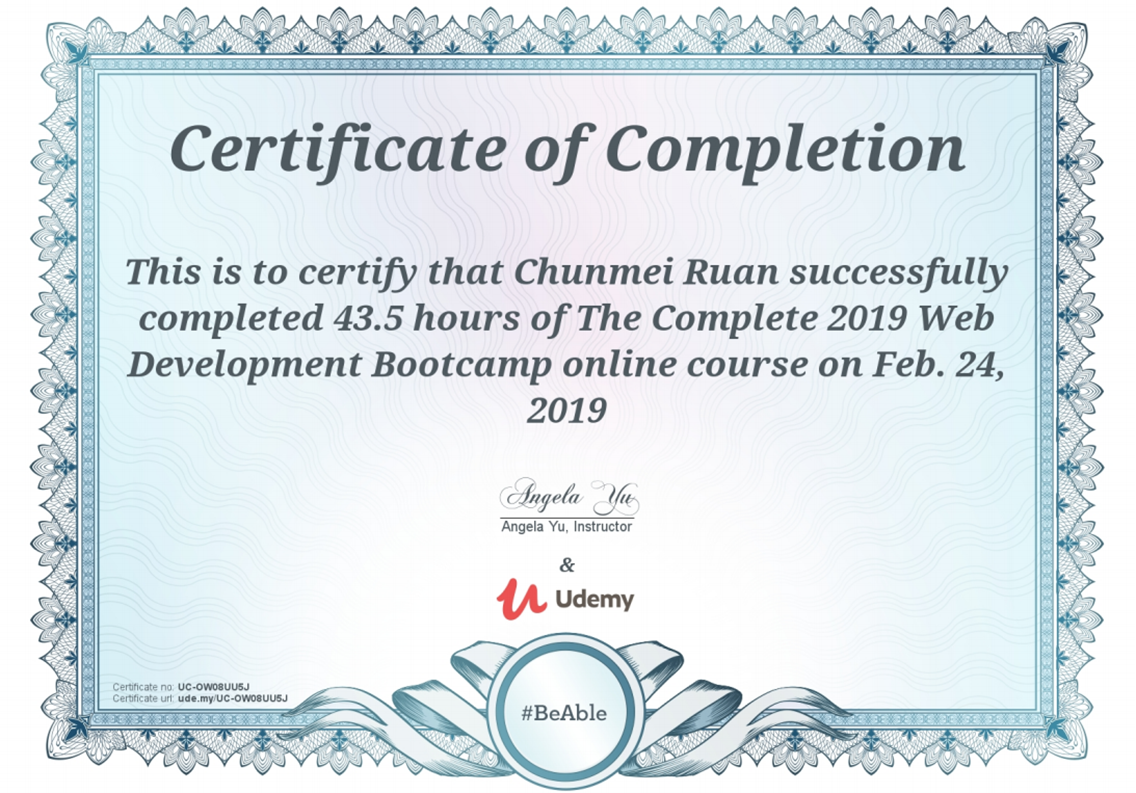 Certificate of Completion
This is to certify that Chunmei Ruan successfully
completed 43.5 hours of The Complete 2019 Web
Development Bootcamp online course on Feb. 24,
2019
Angela Yu
Angela Yu, Instructor
&
Udemy
Certificate no: UC-OW08UU5J
Certificate url: ude.my/UC-OW08UU5J
#BeAble